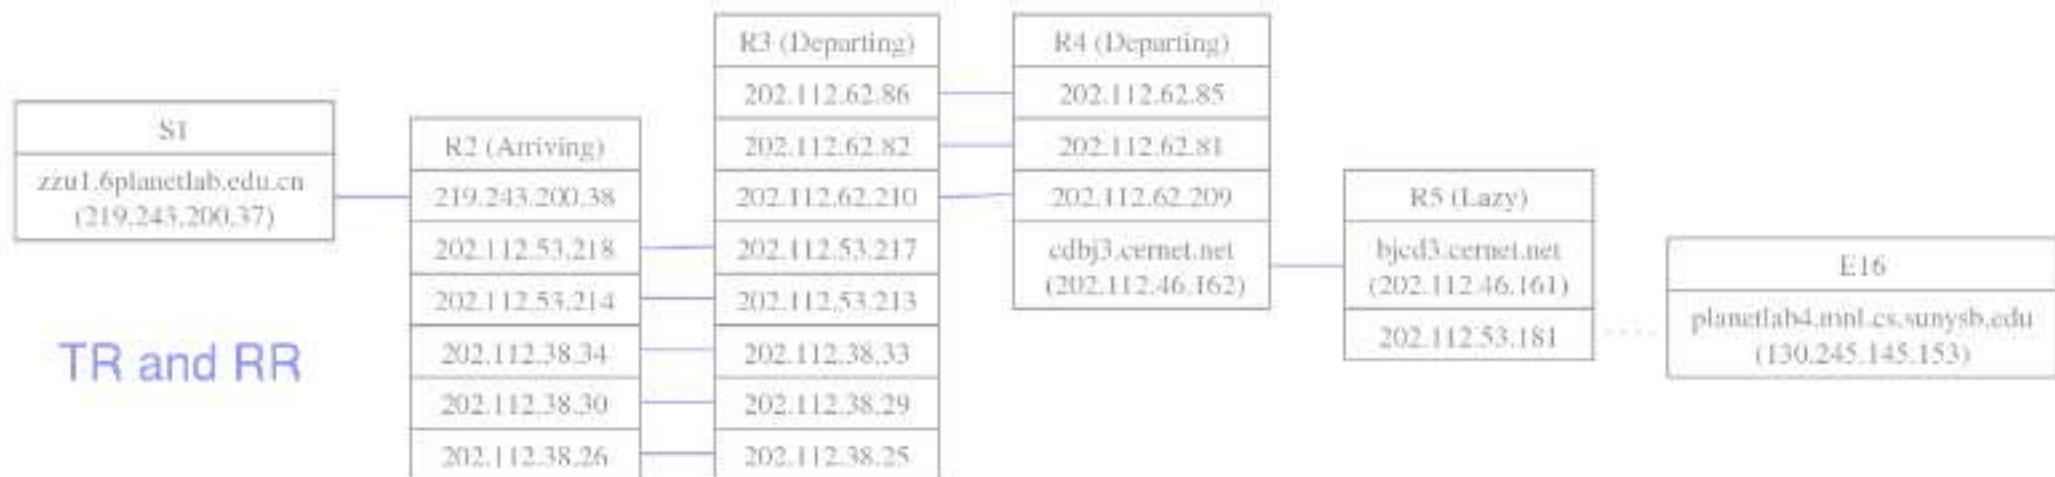 S1
zzu1.6planetlab.edu.cn
(219.243.200.37)
TR and RR
R2 (Arriving)
219.243.200.38
202.112.53.218
202.112.53.214
202.112.38.34
202.112.38.30
202.112.38.26
R3 (Departing)
202.112.62.86
202.112.62.82
202.112.62.210
202.112.53.217
202.112.53.213
202.112.38.33
202.112.38.29
202.112.38.25
R4 (Departing)
202.112.62.85
202.112.62.81
202.112.62.209
cdbj3.cernet.net
(202.112.46.162)
R5 (Lazy)
bjcd3.cernet.net
(202.112.46.161)
202.112.53.181
E16
planetlab4.mnl.cs.sunysb.edu
(130.245.145.153)